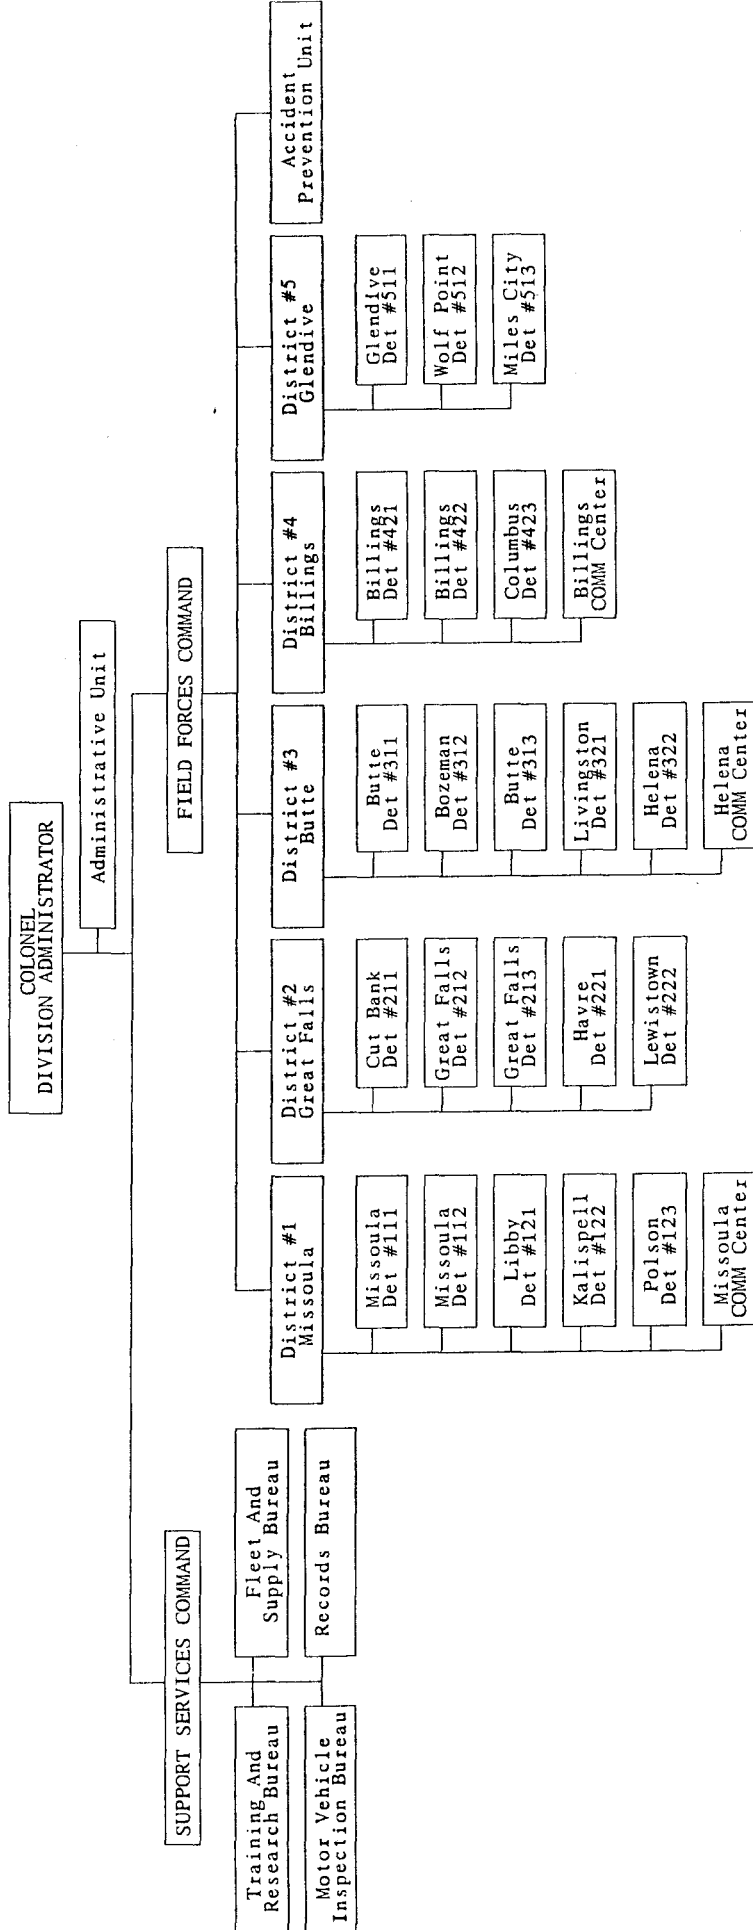 COLONEL
DIVISION ADMINISTRATOR
Administrative Unit
SUPPORT SERVICES COMMAND
Training And
Research Bureau
Fleet And
Supply Bureau
Motor Vehicle
Inspection Bureau
Records Bureau
FIELD FORCES COMMAND
District #1
Missoula
Missoula
Det #111
Missoula
Det #112
Libby
Det #121
Kalispell
Det #122
Polson
Det #123
Missoula
COMM Center
District #2
Great Falls
Cut Bank
Det #211
Great Falls
Det #212
Great Falls
Det #213
Havre
Det #221
Lewistown
Det #222
District #3
Butte
Butte
Det #311
Bozeman
Det #312
Butte
Det #313
Livingston
Det #321
Helena
Det #322
Helena
COMM Center
District #4
Billings
Billings
Det #421
Billings
Det #422
Columbus
Det #423
Billings
COMM Center
District #5
Glendive
Glendive
Det #511
Wolf Point
Det #512
Miles City
Det #513
Accident
Prevention Unit